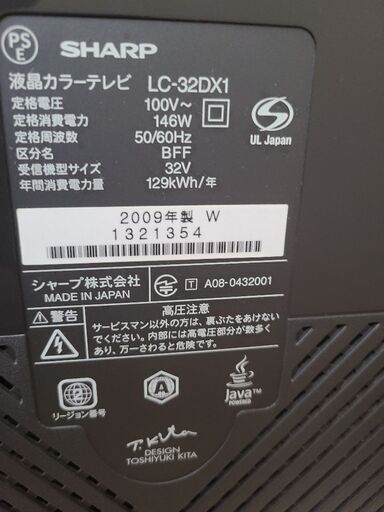 PS
E
SHARP
液晶カラーテレビ LC-32DX1
定格電圧 100V～
定格消費電力 146W
定格周波数 50/60Hz
区分名 BFF
受信機型サイズ 32V
年間消費電力量 129kWh/年
S
UL Japan
2009年製 W
1321354
シャープ株式会社
MADE IN JAPAN
T A08-0432001
高圧注意
警告
サービスマン以外の方は、裏ぶたをあけない
でください。内部には高電圧部分が数多く
あり、万一さわると危険です。
2
リージョン番号
A
Java™
POWERED
T. Kita
DESIGN
TOSHIYUKI KITA